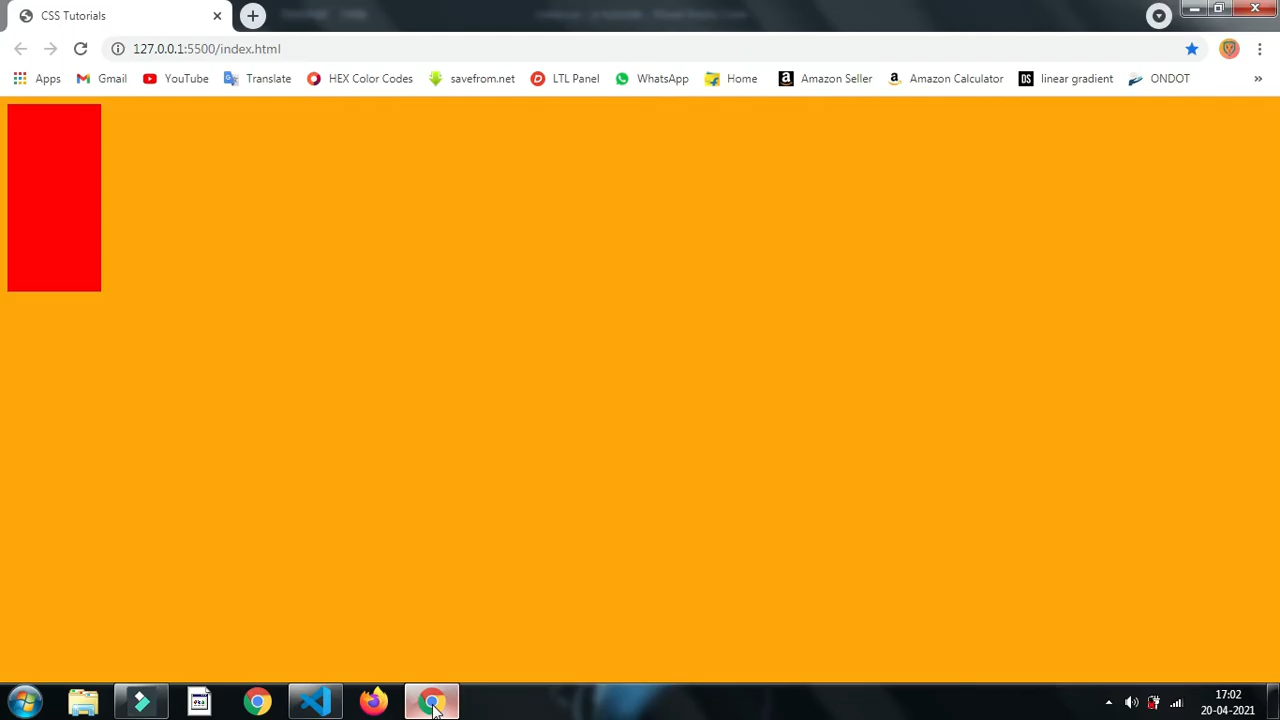 CSS Tutorials
127.0.0.1:5500/index.html
Apps Gmail YouTube Translate HEX Color Codes savefrom.net LTL Panel WhatsApp Home Amazon Seller Amazon Calculator DS linear gradient ONDOT »
17:02
20-04-2021